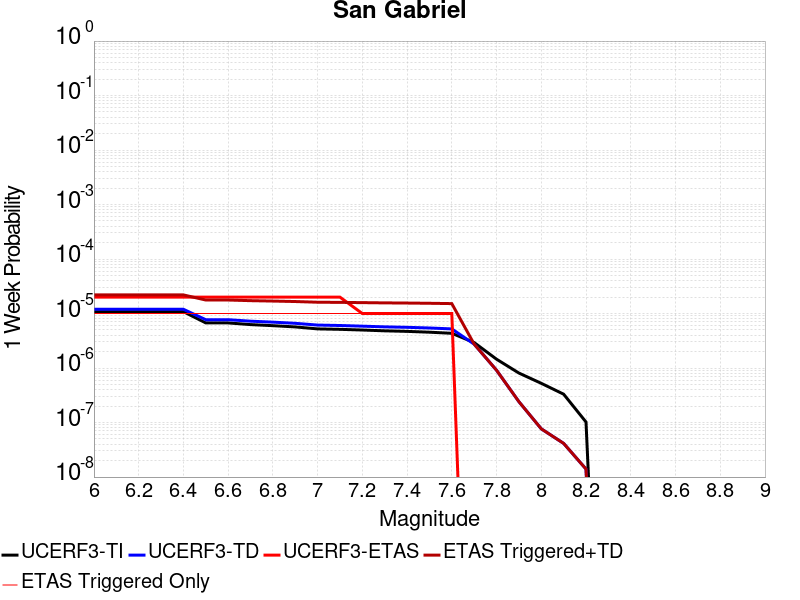 San Gabriel
10^0
10^-1
10^-2
10^-3
10^-4
10^-5
10^-6
10^-7
10^-8
1 Week Probability
6 6.2 6.4 6.6 6.8 7 7.2 7.4 7.6 7.8 8 8.2 8.4 8.6 8.8 9
Magnitude
UCERF3-TI UCERF3-TD UCERF3-ETAS ETAS Triggered+TD
ETAS Triggered Only